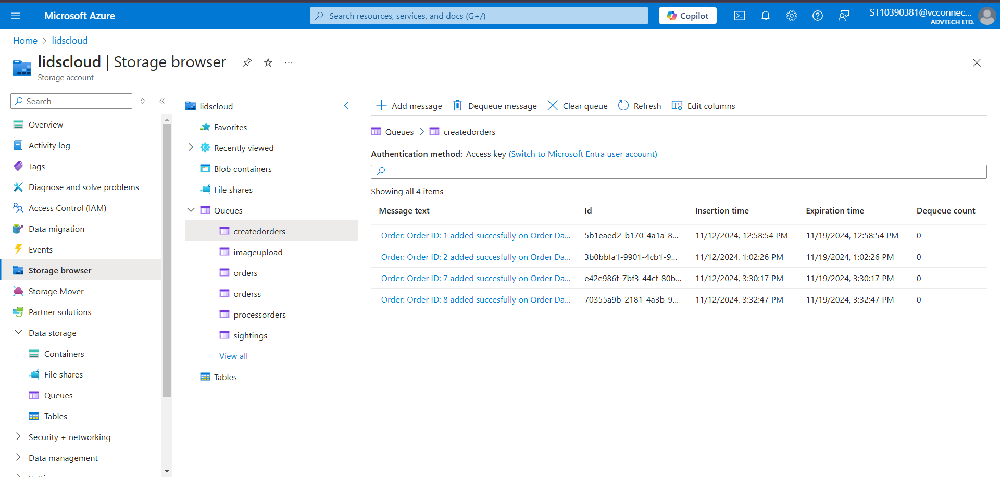 Microsoft Azure
Search resources, services, and docs (G+/)
Copilot
ST10390381@vcconnec...
ADVTECH LTD.
Home > lidscloud
lidscloud | Storage browser
Storage account
Search
Overview
Activity log
Tags
Diagnose and solve problems
Access Control (IAM)
Data migration
Events
Storage browser
Storage Mover
Partner solutions
Data storage
Containers
File shares
Queues
Tables
Security + networking
Data management
lidscloud
Favorites
Recently viewed
Blob containers
File shares
Queues
createdorders
imageupload
orders
orderss
processorders
sightings
View all
Tables
Add message
Dequeue message
Clear queue
Refresh
Edit columns
Queues > createdorders
Authentication method: Access key (Switch to Microsoft Entra user account)
Showing all 4 items
Message text Id Insertion time Expiration time Dequeue count
Order: Order ID: 1 added succesfully on Order Da... 5b1eaed2-b170-4a1a-8... 11/12/2024, 12:58:54 PM 11/19/2024, 12:58:54 PM 0
Order: Order ID: 2 added succesfully on Order Da... 3b0bbfa1-9901-4cb1-9... 11/12/2024, 1:02:26 PM 11/19/2024, 1:02:26 PM 0
Order: Order ID: 7 added succesfully on Order Da... e42e986f-7bf3-44cf-80b... 11/12/2024, 3:30:17 PM 11/19/2024, 3:30:17 PM 0
Order: Order ID: 8 added succesfully on Order Da... 70355a9b-2181-4a3b-9... 11/12/2024, 3:32:47 PM 11/19/2024, 3:32:47 PM 0